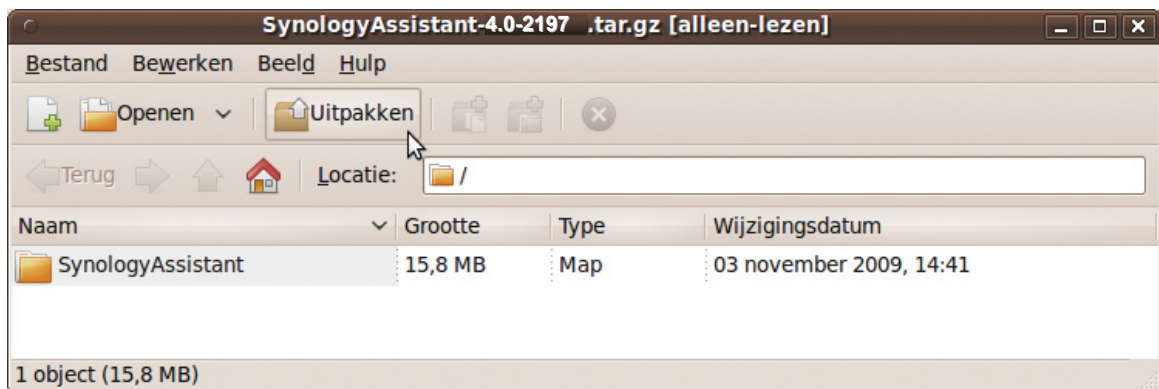 SynologyAssistant-4.0-2197 .tar.gz [alleen-lezen]
Bestand Bewerken Beeld Hulp
Openen Uitpakken
Terug Locatie: /
Naam Grootte Type Wijzigingsdatum
SynologyAssistant 15,8 MB Map 03 november 2009, 14:41
1 object (15,8 MB)